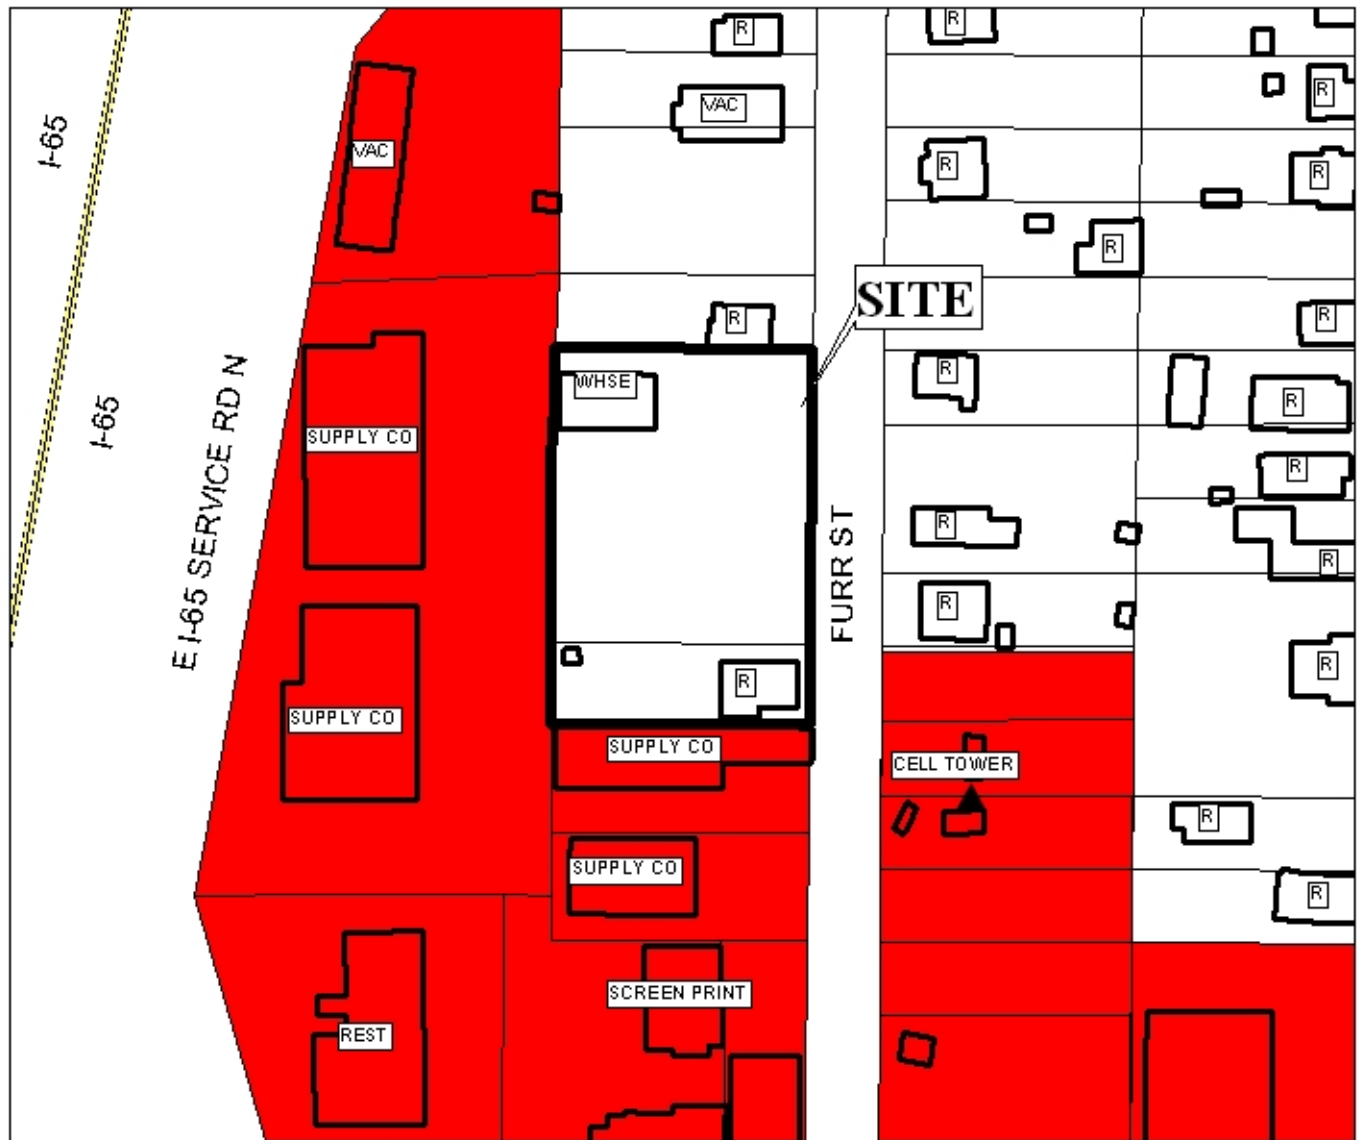 R
R
I-65
VAC
R
R
VAC
R
R
R
SITE
R
R
I-65
WHSE
R
R
E I-65 SERVICE RD N
SUPPLY CO
R
R
FURR ST
R
R
R
R
SUPPLY CO
SUPPLY CO
CELL TOWER
R
SUPPLY CO
R
SCREEN PRINT
REST